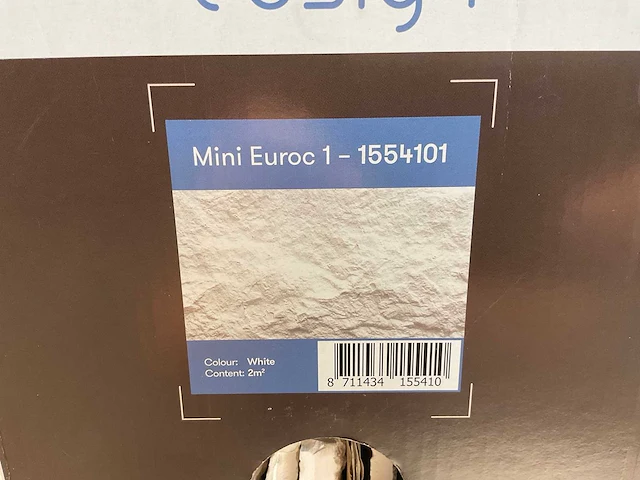 Mini Euroc 1 – 1554101
Colour: White
Content: 2m²
8 711434 155410